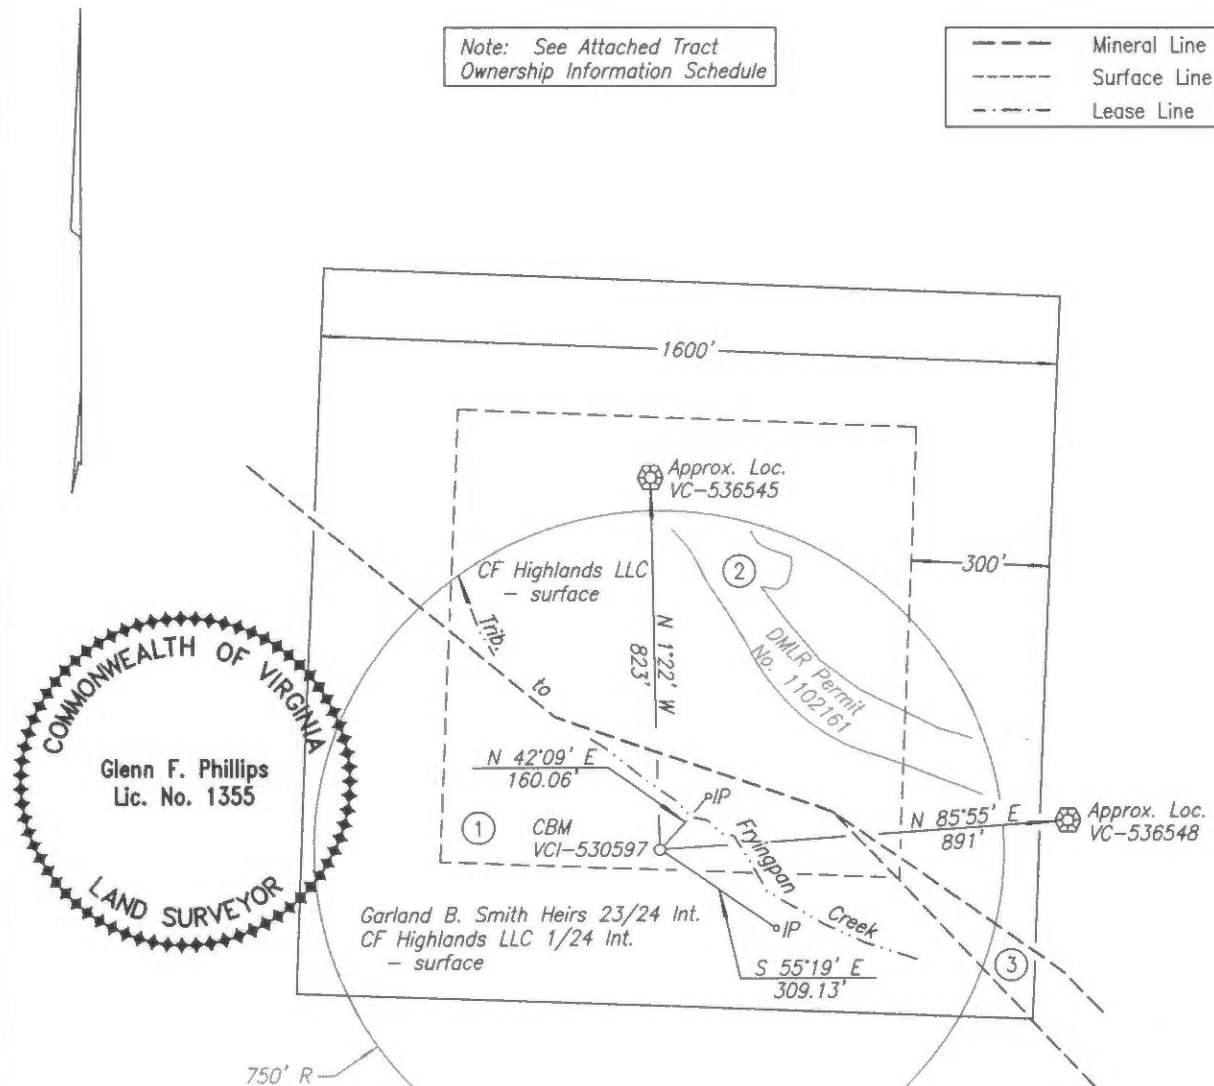 Note: See Attached Tract
Ownership Information Schedule
Mineral Line
Surface Line
Lease Line
1600'
Approx. Loc.
VC-536545
300'
2
CF Highlands LLC
- surface
Trib.
to
N 1°22' W
823'
DMLR Permit
No. 1102161
COMMONWEALTH OF VIRGINIA
Glenn F. Phillips
Lic. No. 1355
LAND SURVEYOR
N 42°09' E
160.06'
IP
1
CBM
VCI-530597
Fryingpan
Creek
N 85°55' E
891'
Approx. Loc.
VC-536548
Garland B. Smith Heirs 23/24 Int.
CF Highlands LLC 1/24 Int.
- surface
IP
S 55°19' E
309.13'
3
750' R